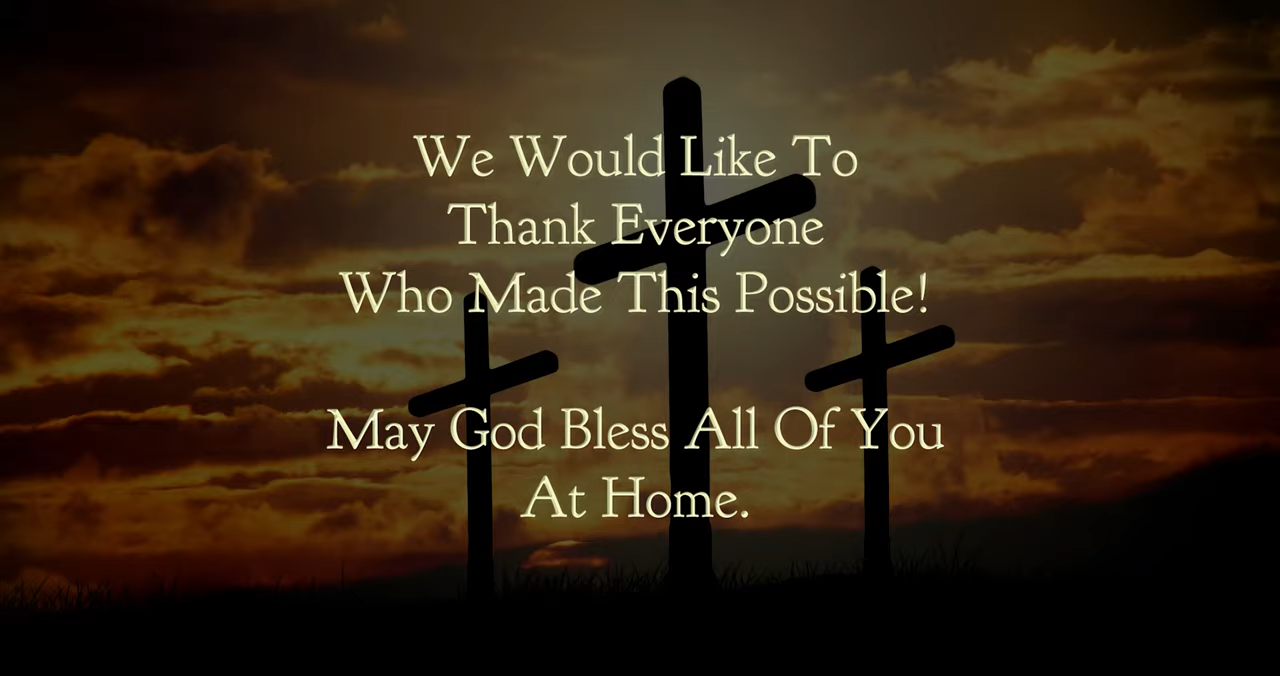 We Would Like To
Thank Everyone
Who Made This Possible!
May God Bless All Of You
At Home.